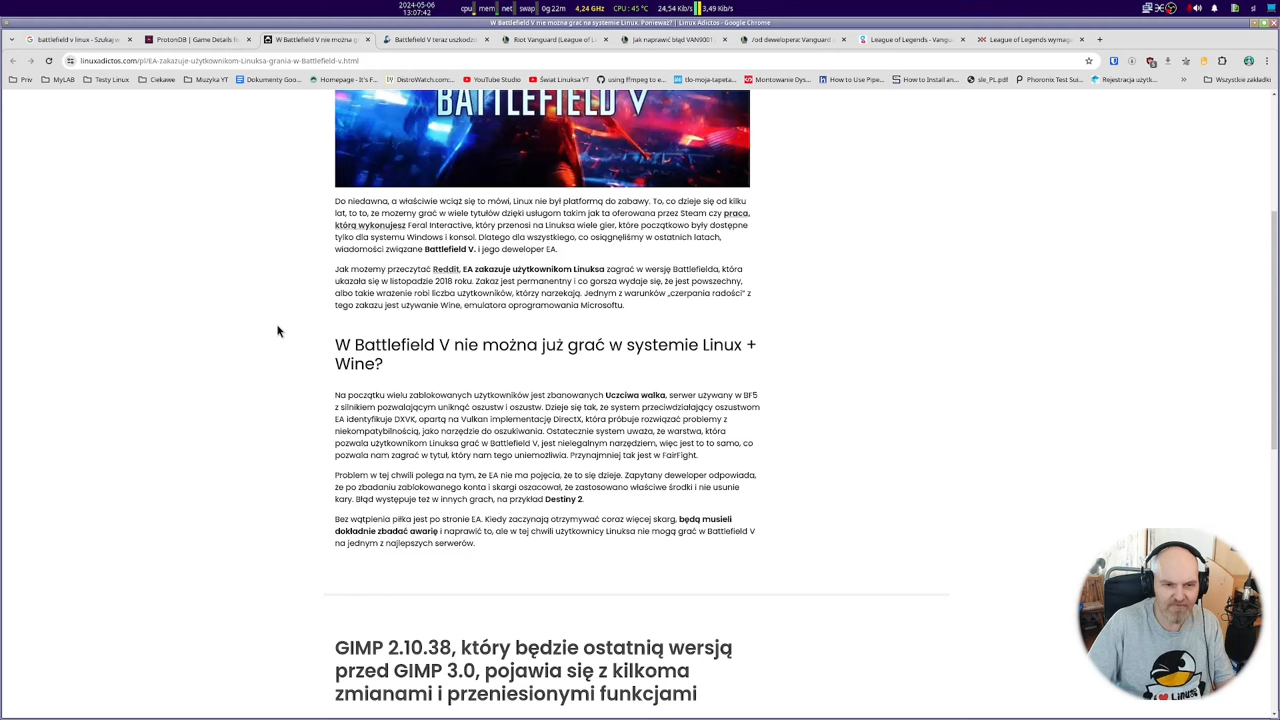 2024-05-06
13:07:42
cpu mem net swap 0g 22m 4,24 GHz CPU: 45 °C 24,54 Kib/s 3,49 Kib/s
sl
W Battlefield V nie można grać na systemie Linux. Ponieważ? | Linux Adictos - Google Chrome
battlefield v linux - Szukaj w
ProtonDB | Game Details fo
W Battlefield V nie można g
Battlefield V teraz uszkodz
Riot Vanguard (League of L
Jak naprawić błąd VAN9001
/od dewelopera: Vanguard
League of Legends - Vangu
League of Legends wymaga
linuxadictos.com/pl/EA-zakazuje-użytkownikom-Linuksa-grania-w-Battlefield-v.html
Priv
MyLAB
Testy Linux
Ciekawe
Muzyka YT
Dokumenty Goo...
Homepage - It's F...
DistroWatch.com:...
YouTube Studio
Świat Linuksa YT
using ffmpeg to e...
tło-moja-tapeta...
Montowanie Dys...
How to Use Pipe...
How to Install an...
sle_PL.pdf
Phoronix Test Sui...
Rejestracja użytk...
Wszystkie zakładki
BATTLEFIELD V
Do niedawna, a właściwie wciąż się to mówi, Linux nie był platformą do zabawy. To, co dzieje się od kilku
lat, to to, że możemy grać w wiele tytułów dzięki usługom takim jak ta oferowana przez Steam czy praca,
którą wykonujesz Feral Interactive, który przenosi na Linuksa wiele gier, które początkowo były dostępne
tylko dla systemu Windows i konsol. Dlatego dla wszystkiego, co osiągnęliśmy w ostatnich latach,
wiadomości związane Battlefield V. i jego deweloper EA.
Jak możemy przeczytać Reddit, EA zakazuje użytkownikom Linuksa zagrać w wersję Battlefielda, która
ukazała się w listopadzie 2018 roku. Zakaz jest permanentny i co gorsza wydaje się, że jest powszechny,
albo takie wrażenie robi liczba użytkowników, którzy narzekają. Jednym z warunków „czerpania radości” z
tego zakazu jest używanie Wine, emulatora oprogramowania Microsoftu.
W Battlefield V nie można już grać w systemie Linux +
Wine?
Na początku wielu zablokowanych użytkowników jest zbanowanych Uczciwa walka, serwer używany w BF5
z silnikiem pozwalającym uniknąć oszustw i oszustw. Dzieje się tak, że system przeciwdziałający oszustwom
EA identyfikuje DXVK, opartą na Vulkan implementację DirectX, która próbuje rozwiązać problemy z
niekompatybilnością, jako narzędzie do oszukiwania. Ostatecznie system uważa, że warstwa, która
pozwala użytkownikom Linuksa grać w Battlefield V, jest nielegalnym narzędziem, więc jest to to samo, co
pozwala nam zagrać w tytuł, który nam tego uniemożliwia. Przynajmniej tak jest w FairFight.
Problem w tej chwili polega na tym, że EA nie ma pojęcia, że to się dzieje. Zapytany deweloper odpowiada,
że po zbadaniu zablokowanego konta i skargi oszacował, że zastosowano właściwe środki i nie usunie
kary. Błąd występuje też w innych grach, na przykład Destiny 2.
Bez wątpienia piłka jest po stronie EA. Kiedy zaczynają otrzymywać coraz więcej skarg, będą musieli
dokładnie zbadać awarię i naprawić to, ale w tej chwili użytkownicy Linuksa nie mogą grać w Battlefield V
na jednym z najlepszych serwerów.
GIMP 2.10.38, który będzie ostatnią wersją
przed GIMP 3.0, pojawia się z kilkoma
zmianami i przeniesionymi funkcjami